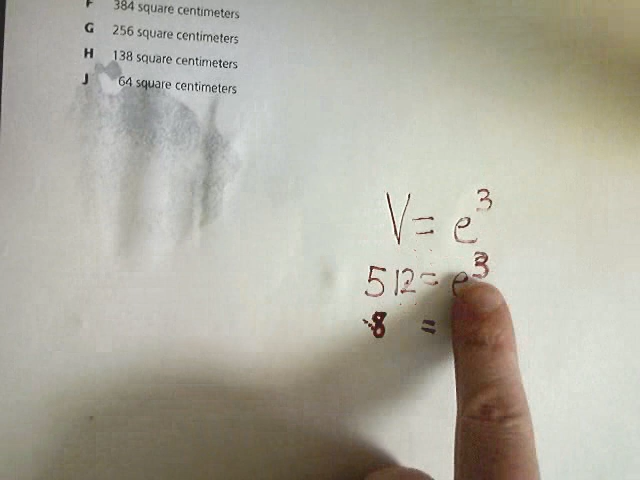 F 384 square centimeters
G 256 square centimeters
H 138 square centimeters
J 64 square centimeters
V = e³
512 = e³
8 =